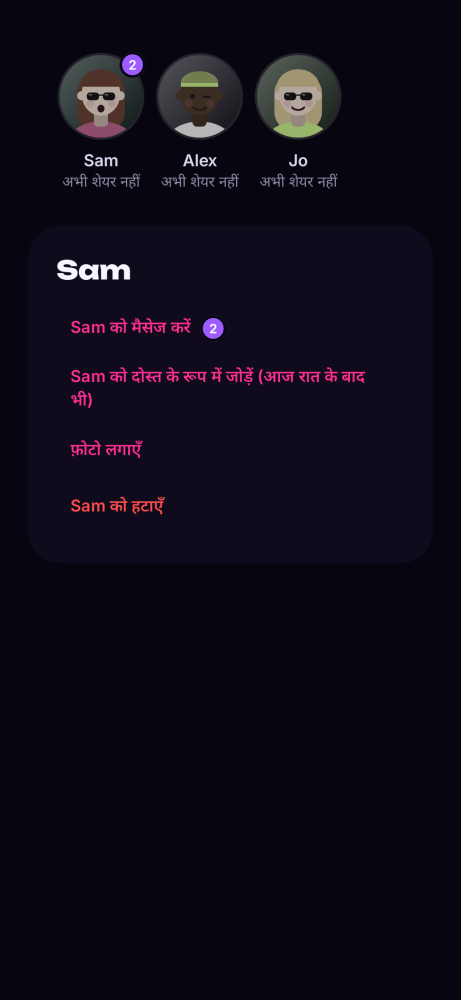 2
Sam
Alex
Jo
अभी शेयर नहीं
अभी शेयर नहीं
अभी शेयर नहीं
Sam
Sam को मैसेज करें 2
Sam को दोस्त के रूप में जोड़ें (आज रात के बाद
भी)
फ़ोटो लगाएँ
Sam को हटाएँ